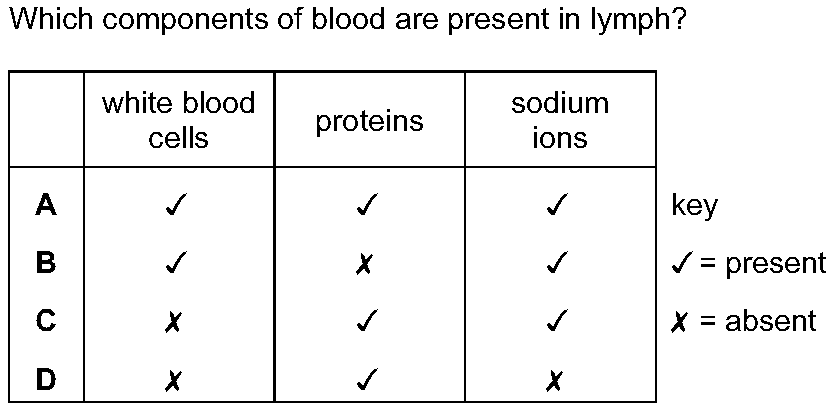 Which components of blood are present in lymph?
white blood cells proteins sodium ions
A ✓ ✓ ✓ key
B ✓ ✗ ✓ ✓ = present
C ✗ ✓ ✓ ✗ = absent
D ✗ ✓ ✗